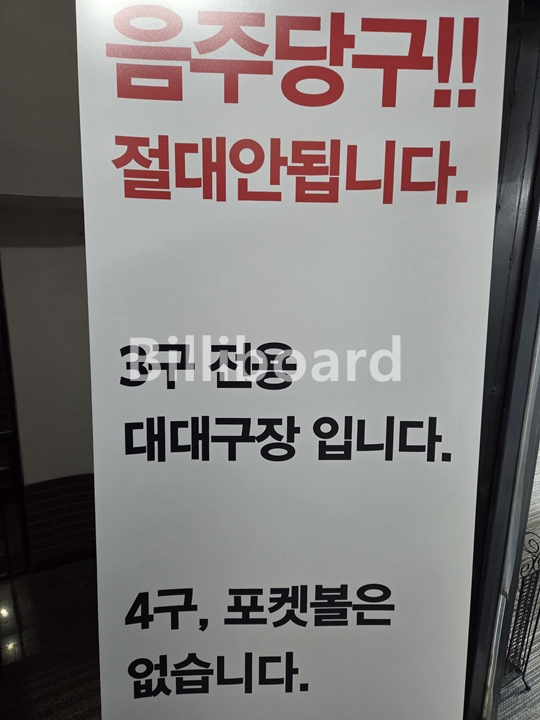 음주당구!!
절대안됩니다.
3구 전용
Billiboard
대대구장 입니다.
4구, 포켓볼은
없습니다.